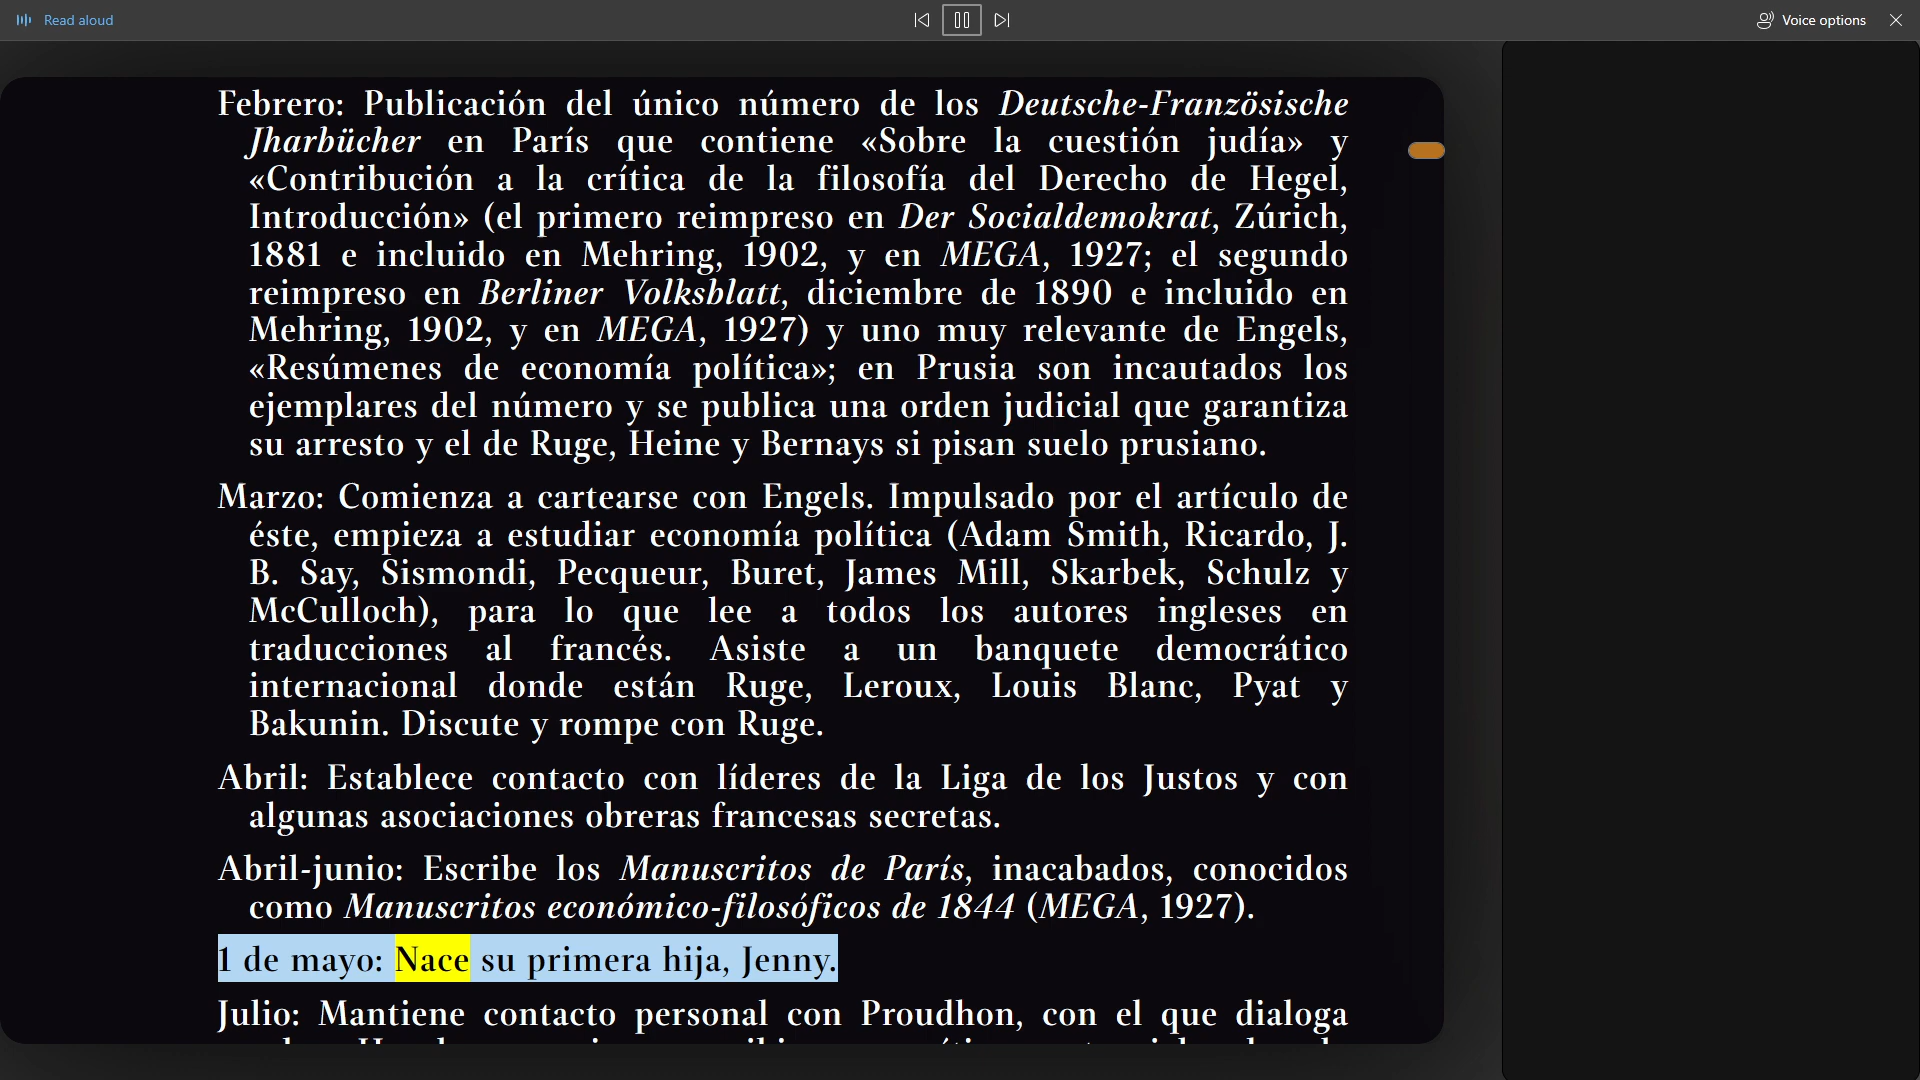 Read aloud
Voice options
Febrero: Publicación del único número de los Deutsche-Französische
Jharbücher en París que contiene «Sobre la cuestión judía» y
«Contribución a la crítica de la filosofía del Derecho de Hegel,
Introducción» (el primero reimpreso en Der Socialdemokrat, Zúrich,
1881 e incluido en Mehring, 1902, y en MEGA, 1927; el segundo
reimpreso en Berliner Volksblatt, diciembre de 1890 e incluido en
Mehring, 1902, y en MEGA, 1927) y uno muy relevante de Engels,
«Resúmenes de economía política»; en Prusia son incautados los
ejemplares del número y se publica una orden judicial que garantiza
su arresto y el de Ruge, Heine y Bernays si pisan suelo prusiano.
Marzo: Comienza a cartearse con Engels. Impulsado por el artículo de
éste, empieza a estudiar economía política (Adam Smith, Ricardo, J.
B. Say, Sismondi, Pecqueur, Buret, James Mill, Skarbek, Schulz y
McCulloch), para lo que lee a todos los autores ingleses en
traducciones al francés. Asiste a un banquete democrático
internacional donde están Ruge, Leroux, Louis Blanc, Pyat y
Bakunin. Discute y rompe con Ruge.
Abril: Establece contacto con líderes de la Liga de los Justos y con
algunas asociaciones obreras francesas secretas.
Abril-junio: Escribe los Manuscritos de París, inacabados, conocidos
como Manuscritos económico-filosóficos de 1844 (MEGA, 1927).
1 de mayo: Nace su primera hija, Jenny.
Julio: Mantiene contacto personal con Proudhon, con el que dialoga